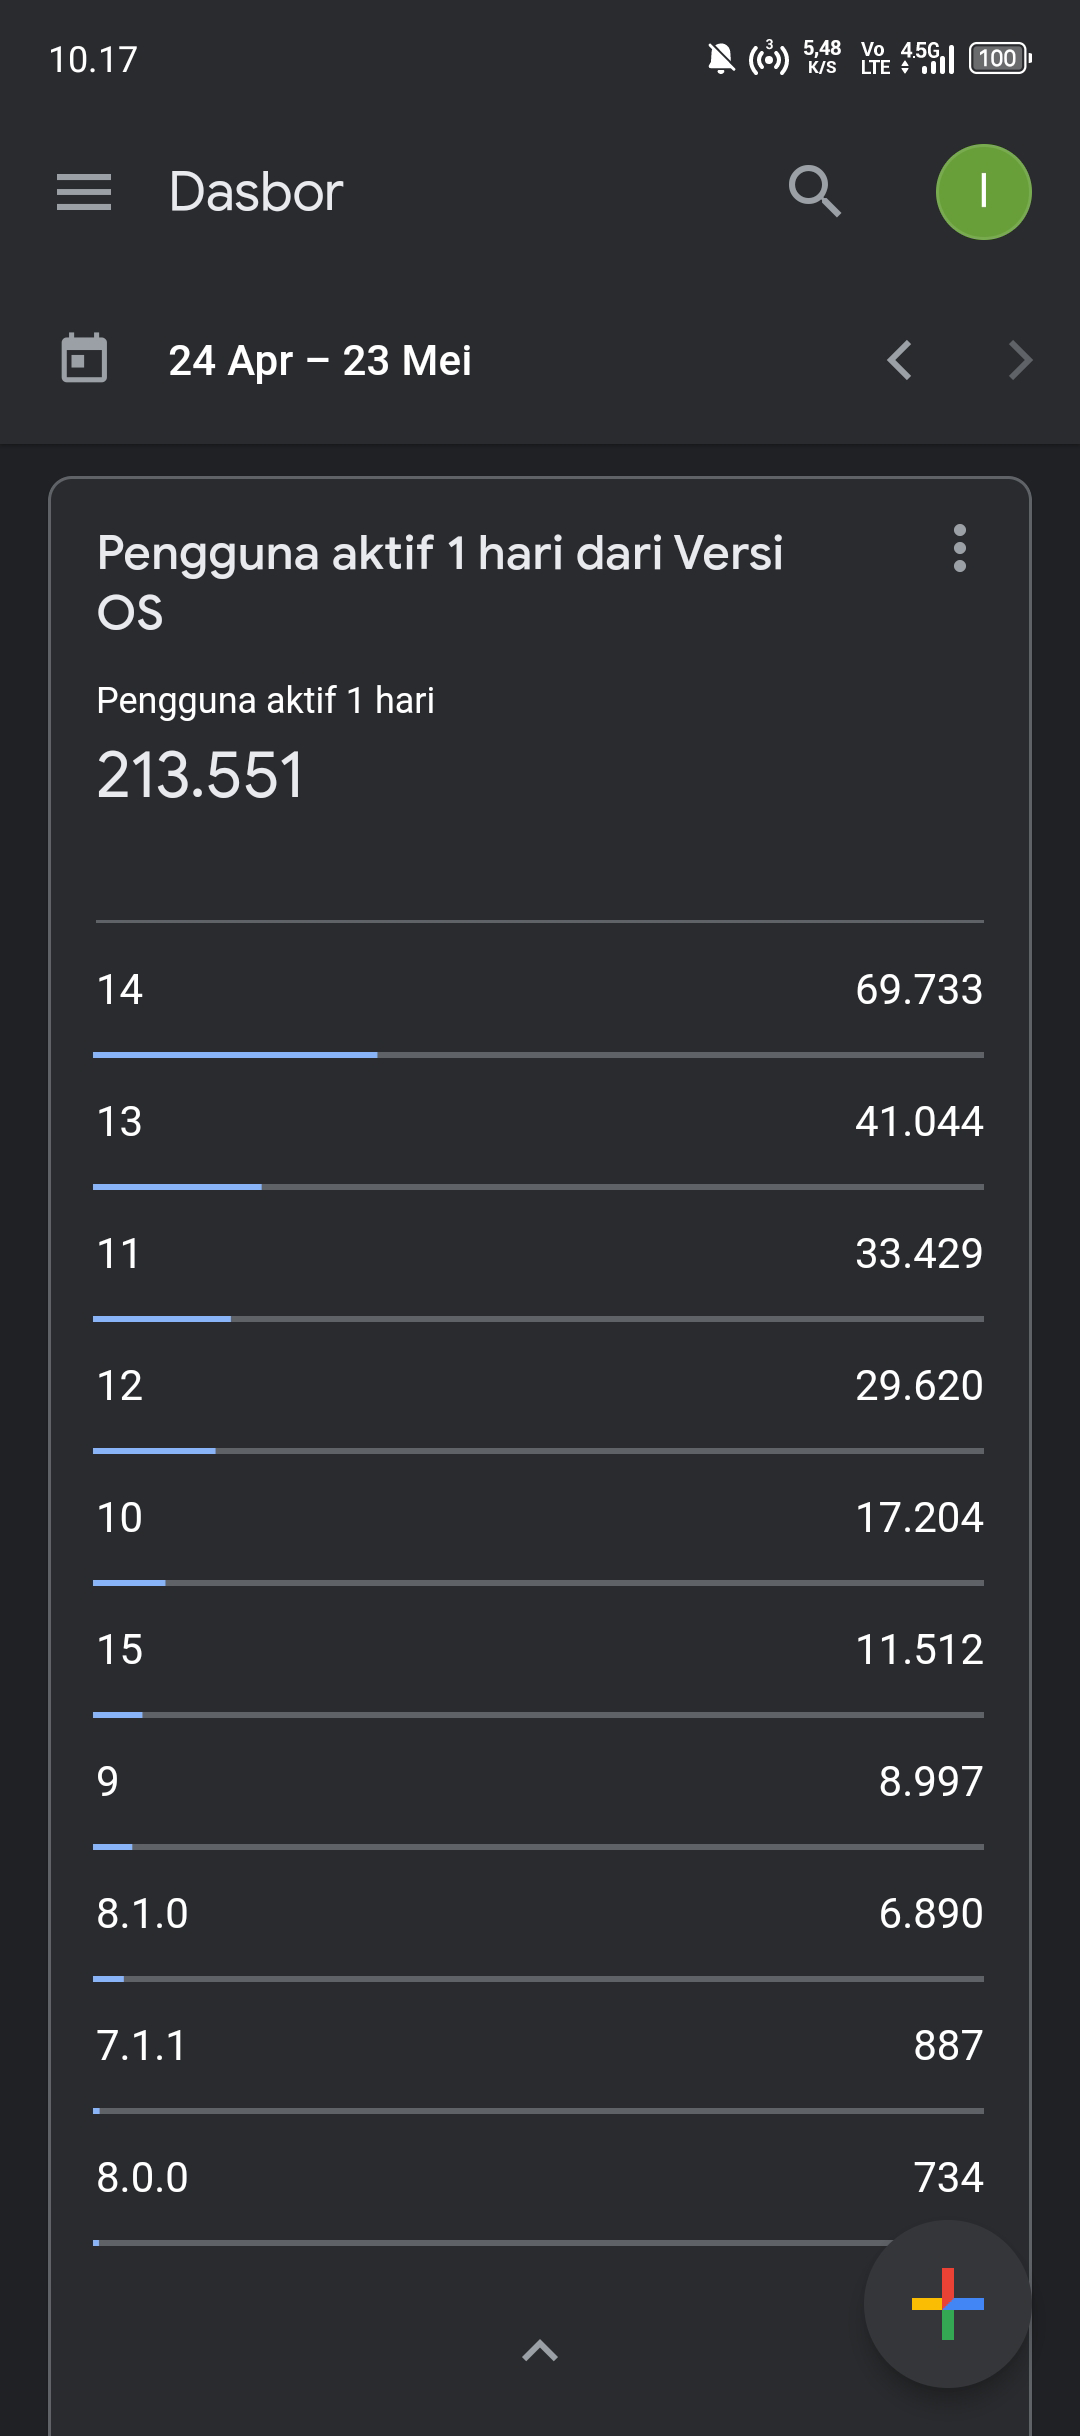 10.17
3
5,48
K/S
Vo
LTE
4.5G
100
Dasbor
I
24 Apr – 23 Mei
Pengguna aktif 1 hari dari Versi
OS
Pengguna aktif 1 hari
213.551
14 69.733
13 41.044
11 33.429
12 29.620
10 17.204
15 11.512
9 8.997
8.1.0 6.890
7.1.1 887
8.0.0 734